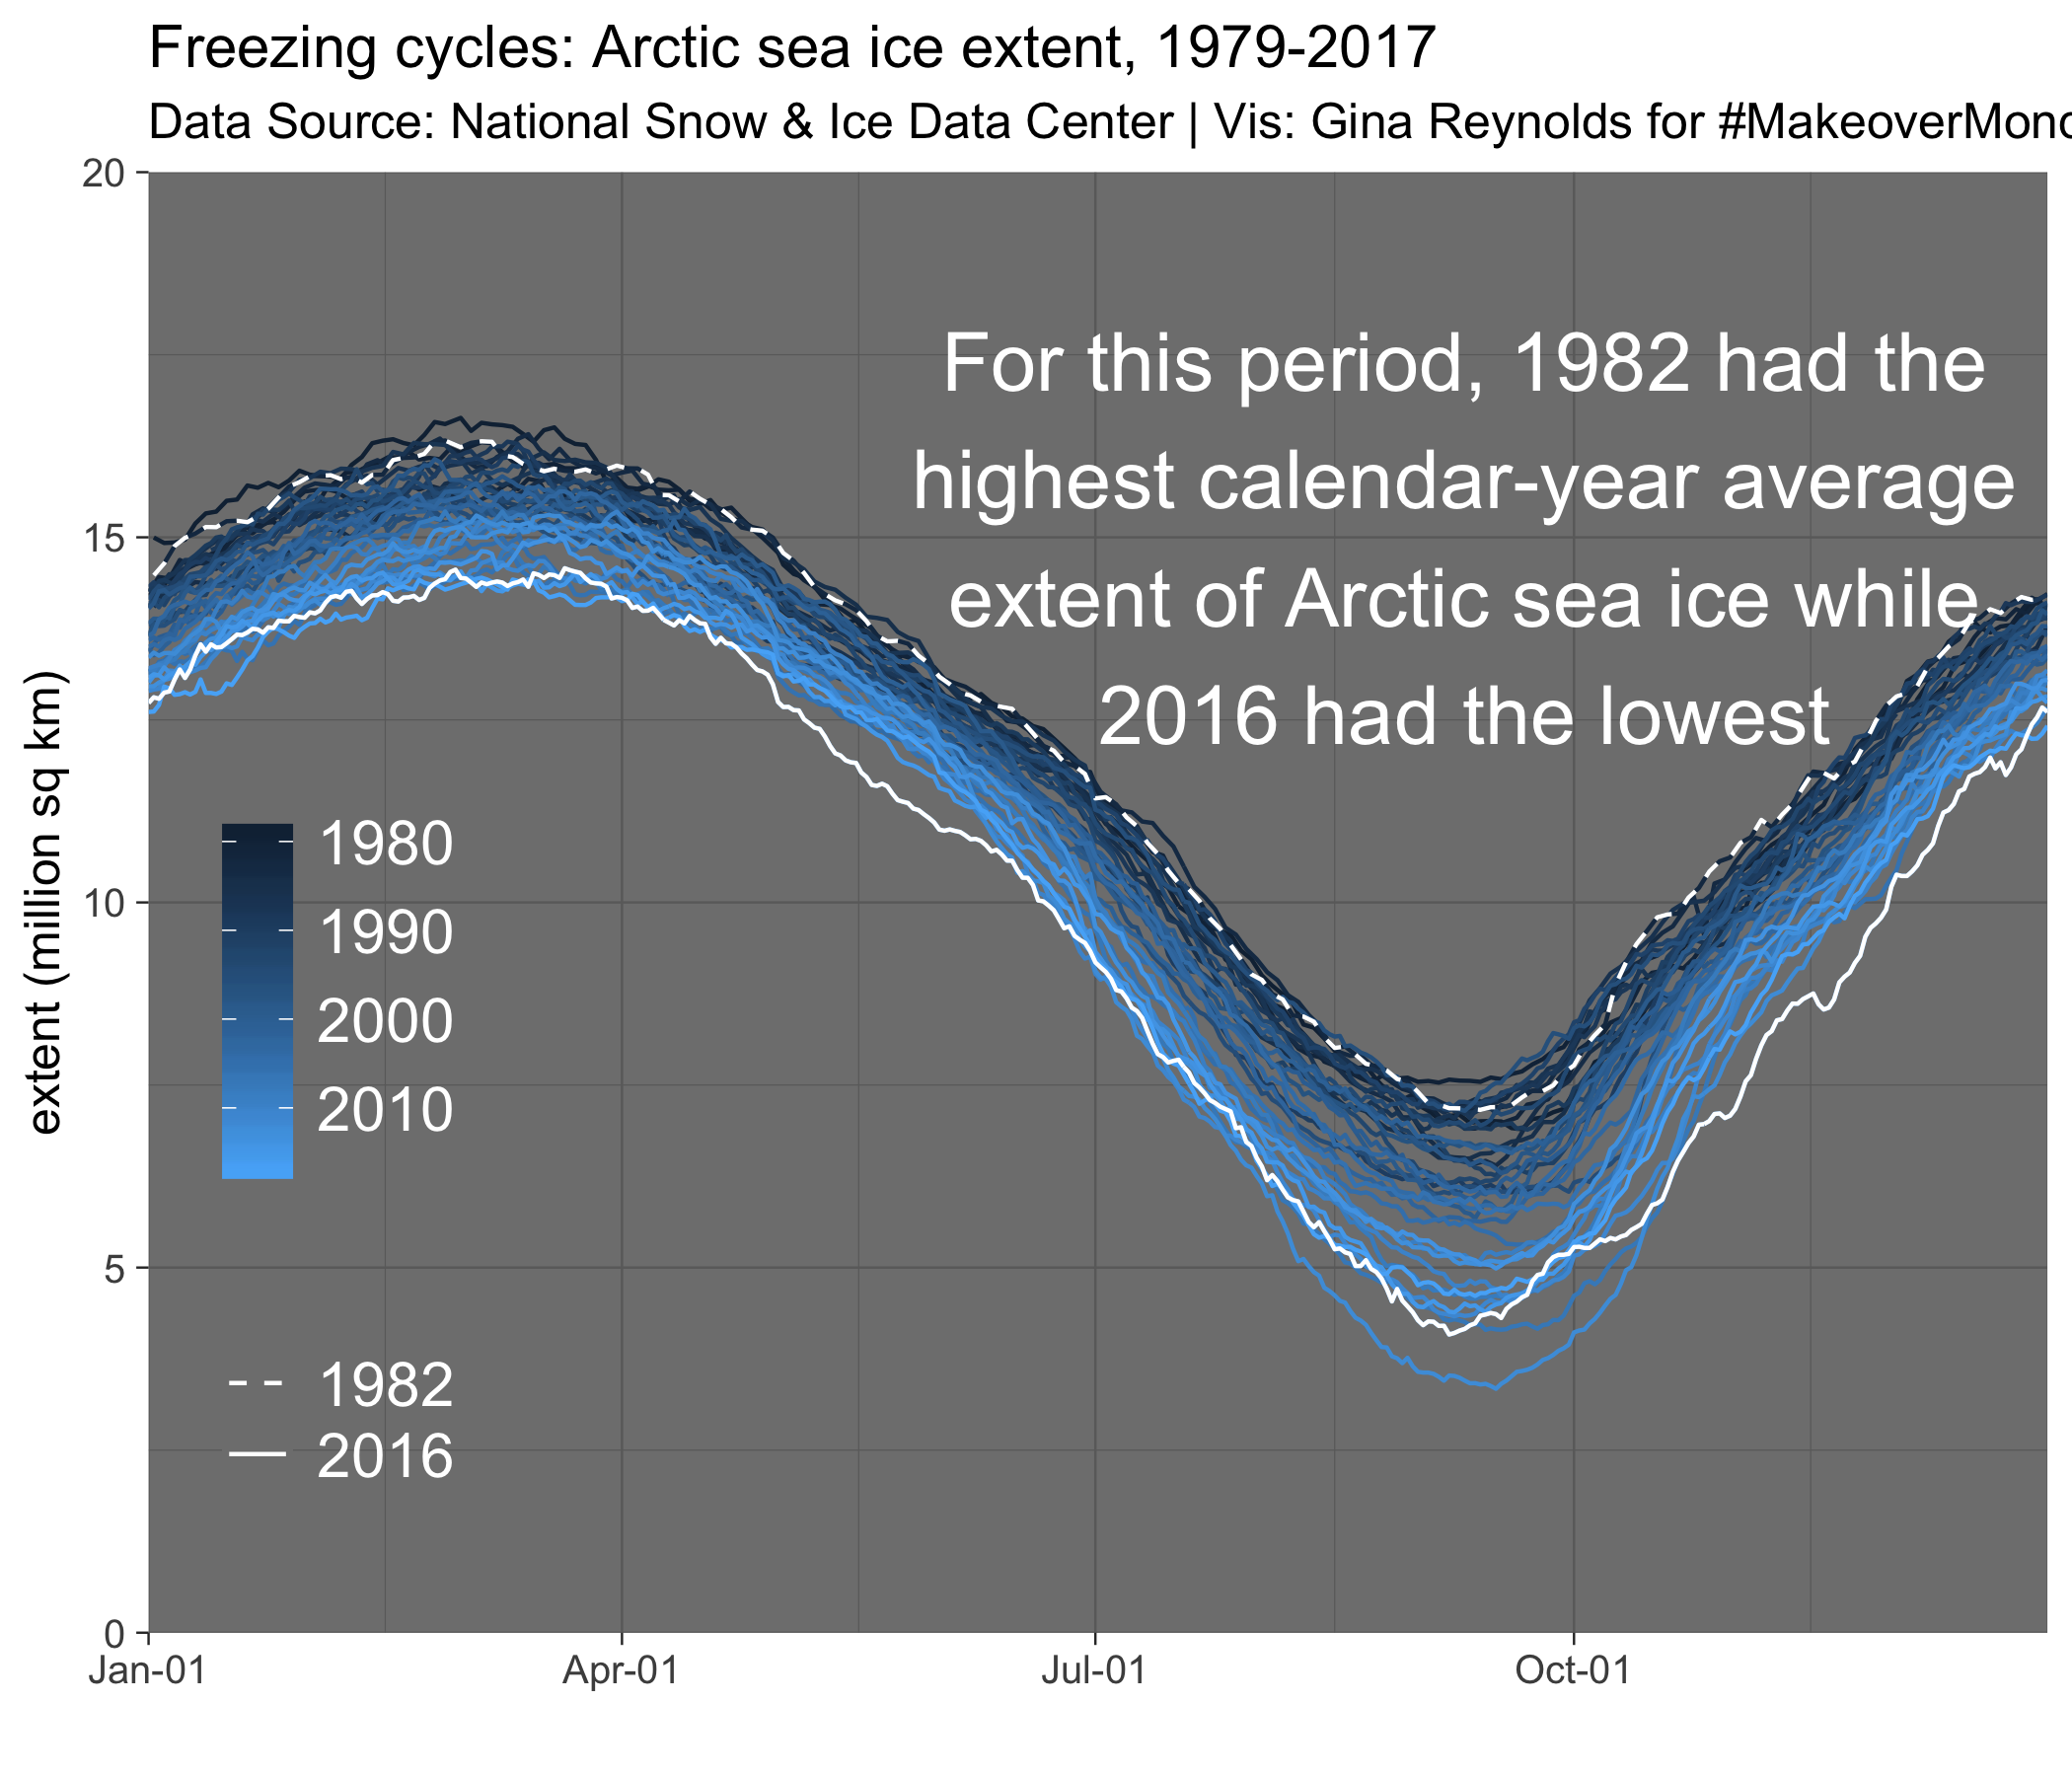 Freezing cycles: Arctic sea ice extent, 1979-2017
Data Source: National Snow & Ice Data Center | Vis: Gina Reynolds for
20
For this period, 1982 had the
highest calendar-year average
15
extent of Arctic sea ice while
2016 had the lowest
extent (million sq km)
10
1980
1990
2000
2010
5
1982
2016
0
Jan-01
Apr-01
Jul-01
Oct-01